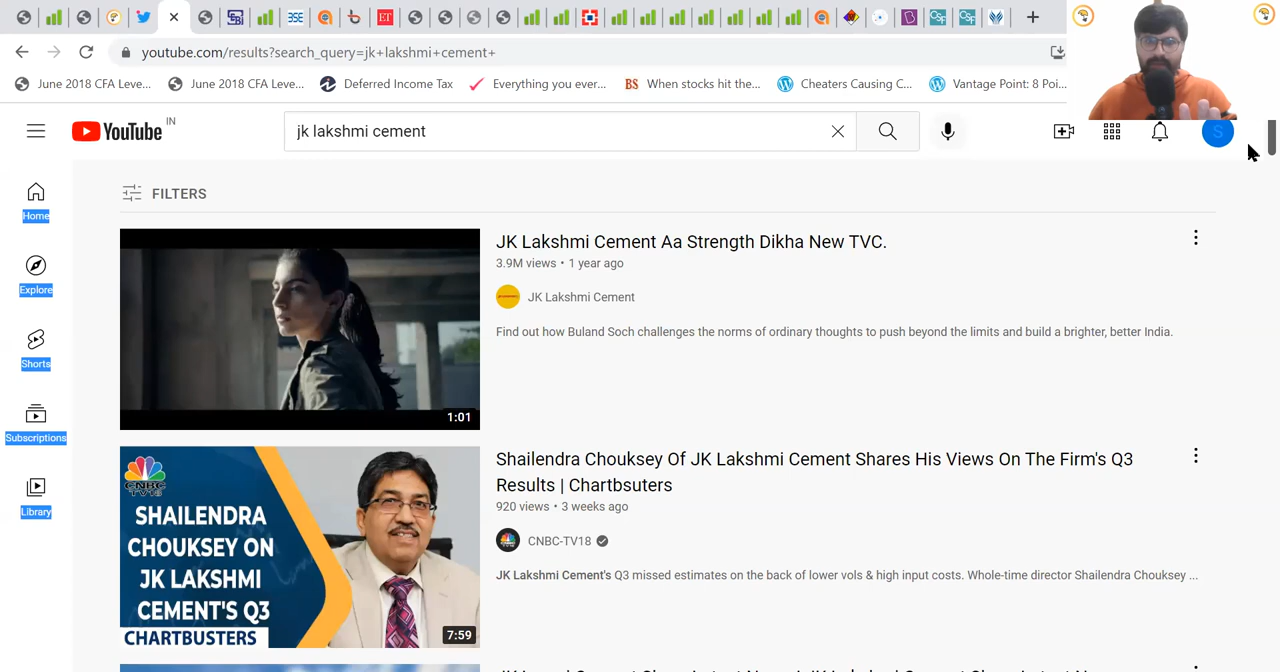 youtube.com/results?search_query=jk+lakshmi+cement+
June 2018 CFA Leve...
June 2018 CFA Leve...
Deferred Income Tax
Everything you ever...
BS When stocks hit the...
Cheaters Causing C...
Vantage Point: 8 Poi...
YouTube IN
jk lakshmi cement
S
FILTERS
Home
Explore
Shorts
Subscriptions
Library
1:01
JK Lakshmi Cement Aa Strength Dikha New TVC.
3.9M views • 1 year ago
JK Lakshmi Cement
Find out how Buland Soch challenges the norms of ordinary thoughts to push beyond the limits and build a brighter, better India.
CNBC TV18
SHAILENDRA
CHOUKSEY ON
JK LAKSHMI
CEMENT'S Q3
CHARTBUSTERS
7:59
Shailendra Chouksey Of JK Lakshmi Cement Shares His Views On The Firm's Q3
Results | Chartbsuters
920 views • 3 weeks ago
CNBC-TV18
JK Lakshmi Cement's Q3 missed estimates on the back of lower vols & high input costs. Whole-time director Shailendra Chouksey ...